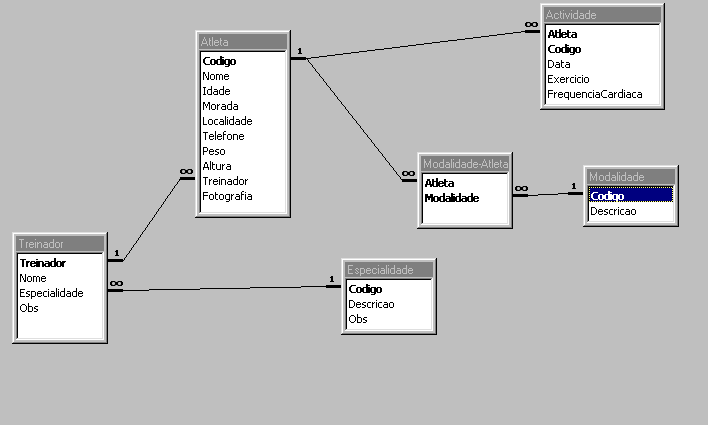 Actividade
Atleta
Codigo
Data
Exercicio
FrequenciaCardiaca
Atleta
Codigo
Nome
Idade
Morada
Localidade
Telefone
Peso
Altura
Treinador
Fotografia
1
∞
∞
∞
Modalidade-Atleta
Atleta
Modalidade
∞
1
Modalidade
Codigo
Descricao
Treinador
Treinador
Nome
Especialidade
Obs
1
∞
1
Especialidade
Codigo
Descricao
Obs